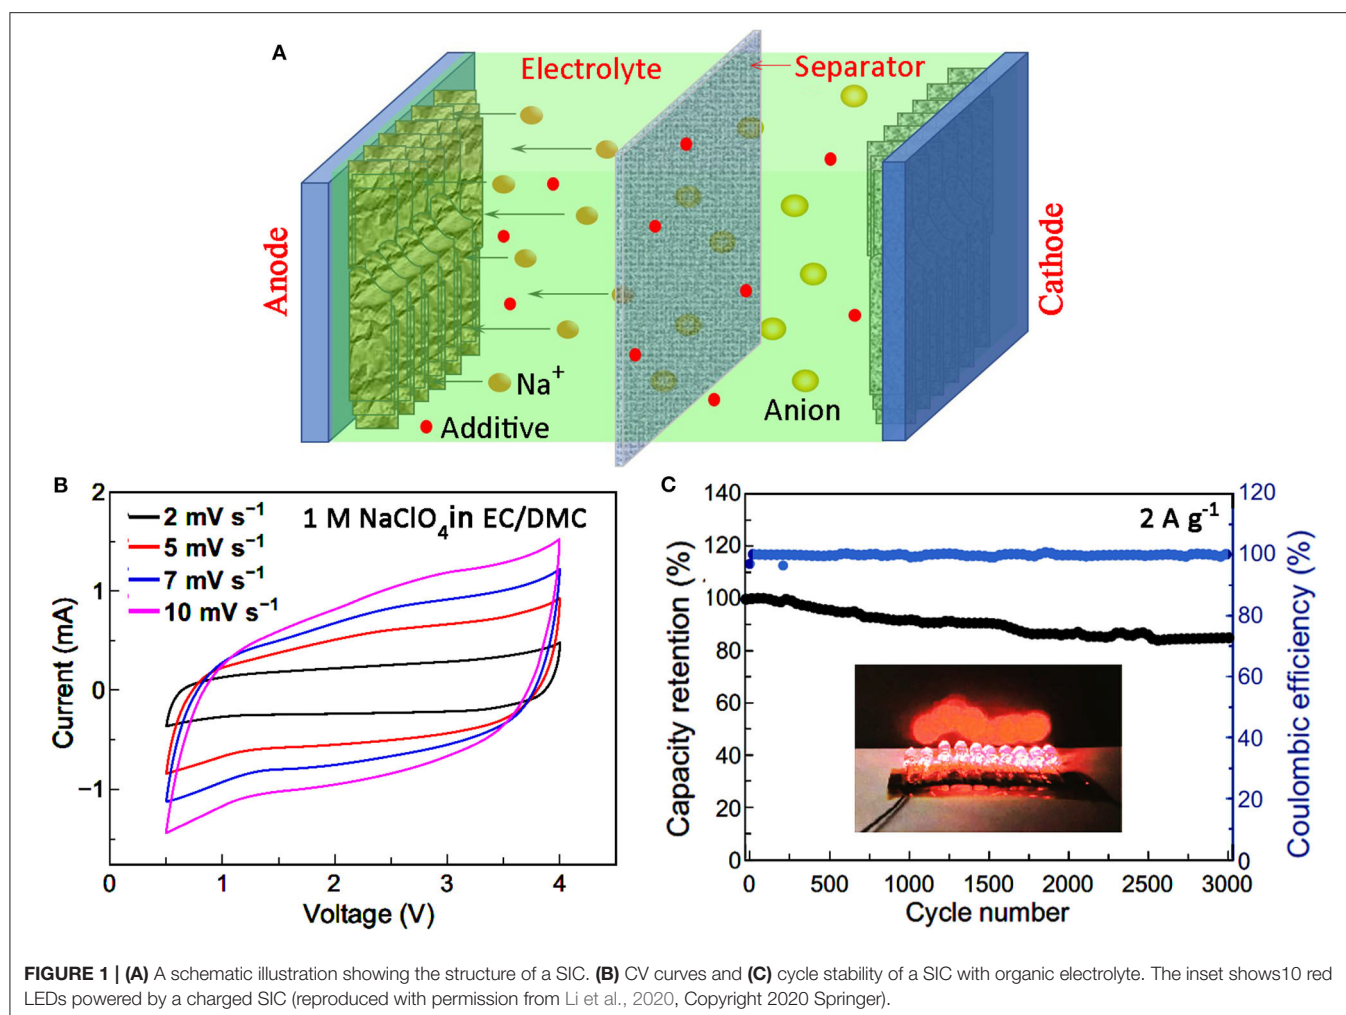 (A)
Electrolyte
Separator
Anode
Cathode
Na+
Additive
Anion
B
2
1
0
−1
Current (mA)
2 mV s−1
5 mV s−1
7 mV s−1
10 mV s−1
1 M NaClO4 in EC/DMC
0
1
2
3
4
Voltage (V)
C
140
120
100
80
60
40
20
0
Capacity retention (%)
2 A g-1
120
100
80
60
40
20
0
Coulombic efficiency (%)
0
500
1000
1500
2000
2500
3000
Cycle number
FIGURE 1 | (A) A schematic illustration showing the structure of a SIC. (B) CV curves and (C) cycle stability of a SIC with organic electrolyte. The inset shows10 red
LEDs powered by a charged SIC (reproduced with permission from Li et al., 2020, Copyright 2020 Springer).